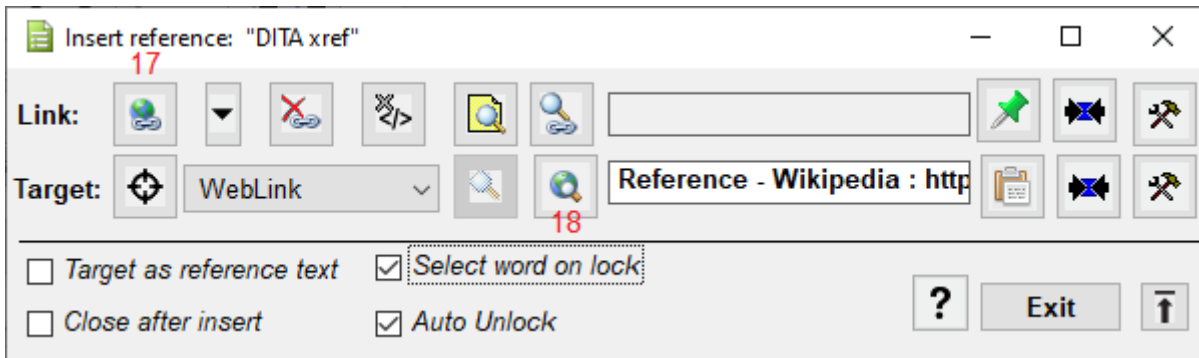 Insert reference: "DITA xref"
17
Link:
Target:
WebLink
Reference - Wikipedia : http
18
Target as reference text
Select word on lock
Close after insert
Auto Unlock
?
Exit